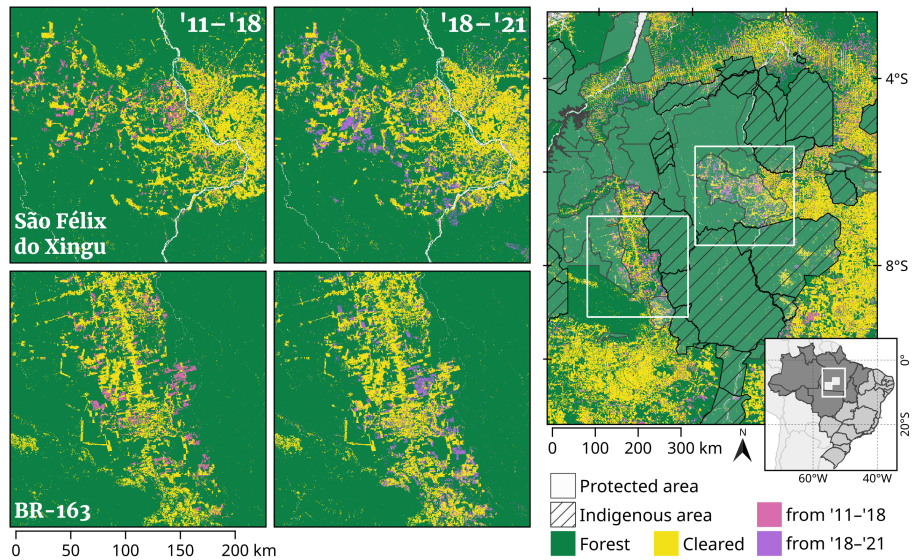 '11–'18
'18–'21
São Félix
do Xingu
BR-163
0 50 100 150 200 km
4°S
8°S
0 100 200 300 km
N
0°
20°S
60°W 40°W
Protected area
Indigenous area
Forest Cleared
from '11–'18
from '18–'21